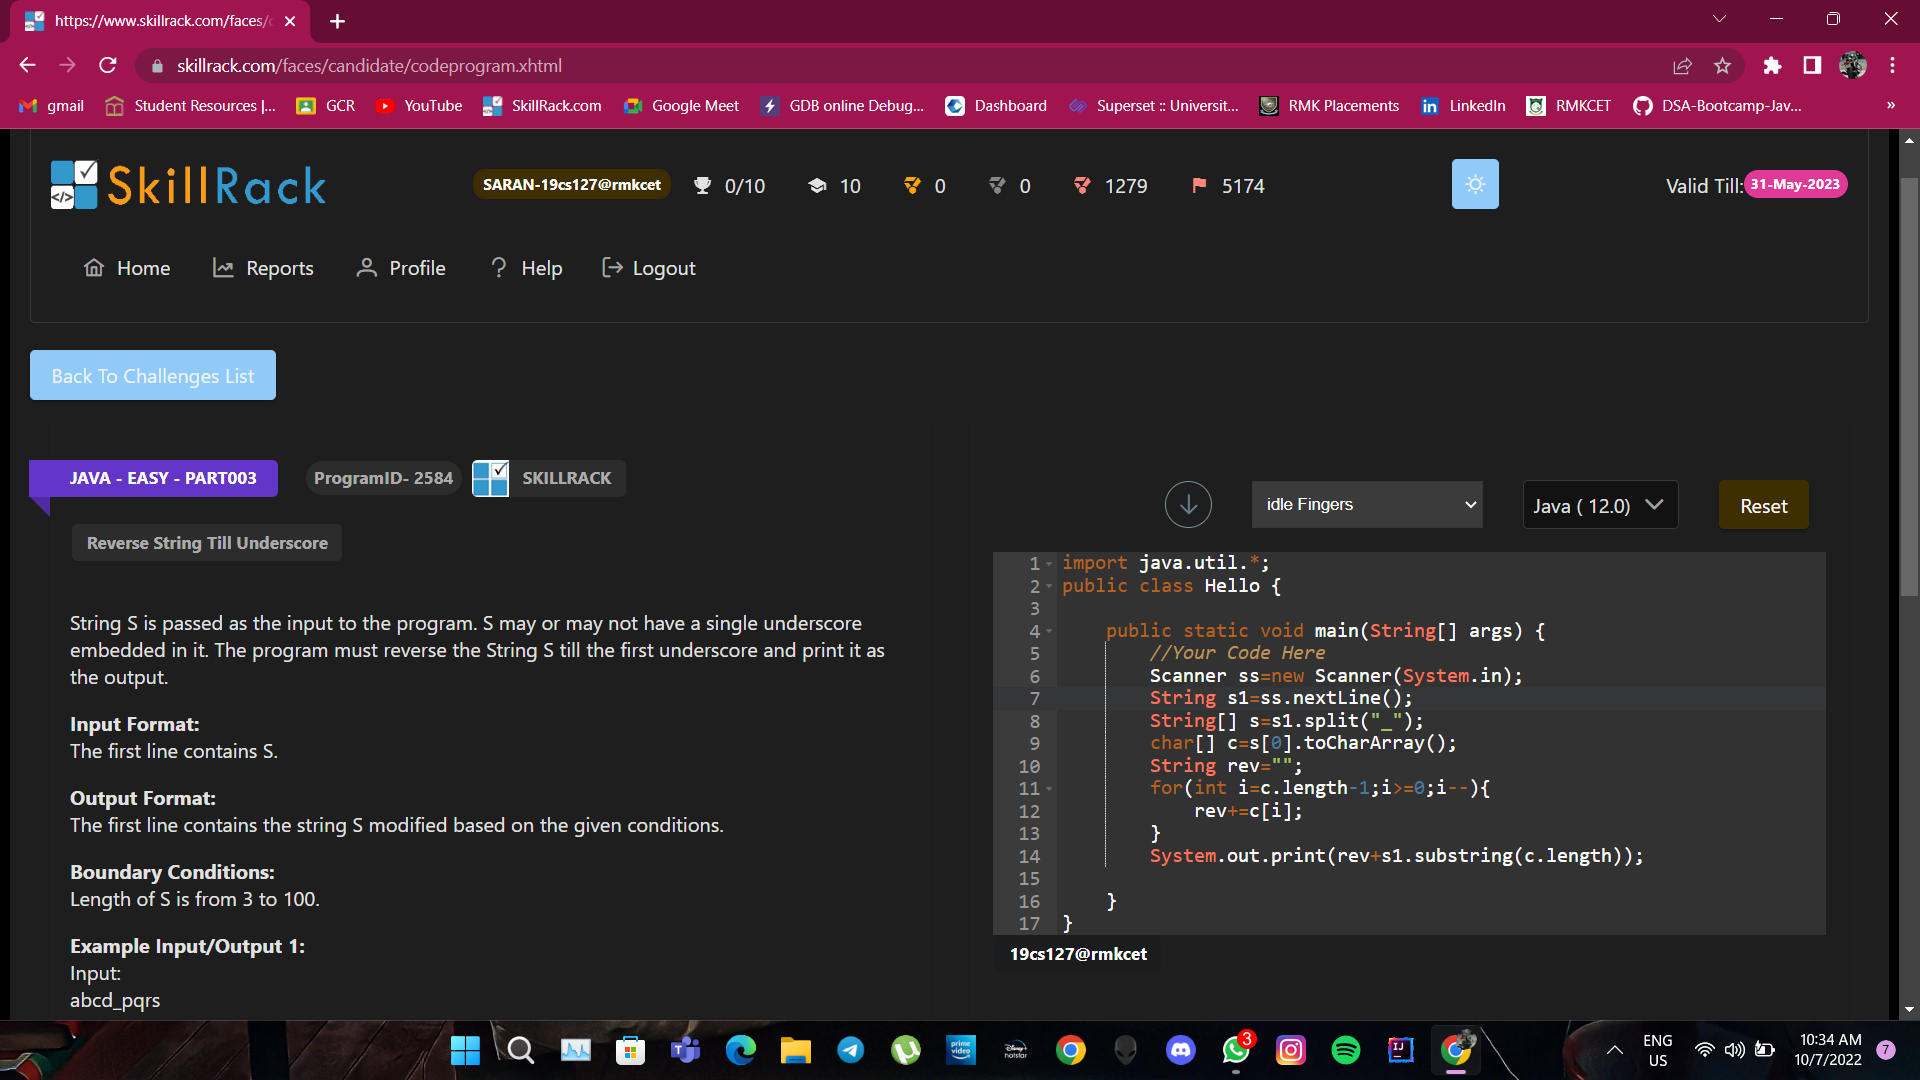 https://www.skillrack.com/faces/c
skillrack.com/faces/candidate/codeprogram.xhtml
gmail Student Resources |... GCR YouTube SkillRack.com Google Meet GDB online Debug... Dashboard Superset :: Universit... RMK Placements LinkedIn RMKCET DSA-Bootcamp-Jav... »
SkillRack SARAN-19cs127@rmkcet 0/10 10 0 0 1279 5174 Valid Till: 31-May-2023
Home Reports Profile Help Logout
Back To Challenges List
JAVA - EASY - PART003 ProgramID- 2584 SKILLRACK
Reverse String Till Underscore
String S is passed as the input to the program. S may or may not have a single underscore
embedded in it. The program must reverse the String S till the first underscore and print it as
the output.
Input Format:
The first line contains S.
Output Format:
The first line contains the string S modified based on the given conditions.
Boundary Conditions:
Length of S is from 3 to 100.
Example Input/Output 1:
Input:
abcd_pqrs
idle Fingers Java ( 12.0) Reset
1 import java.util.*;
2 public class Hello {
3
4 public static void main(String[] args) {
5 //Your Code Here
6 Scanner ss=new Scanner(System.in);
7 String s1=ss.nextLine();
8 String[] s=s1.split("_");
9 char[] c=s[0].toCharArray();
10 String rev="";
11 for(int i=c.length-1;i>=0;i--){
12 rev+=c[i];
13 }
14 System.out.print(rev+s1.substring(c.length));
15
16 }
17 }
19cs127@rmkcet
prime video
Disney+ hotstar
3
IJ
ENG
US
10:34 AM
10/7/2022
7